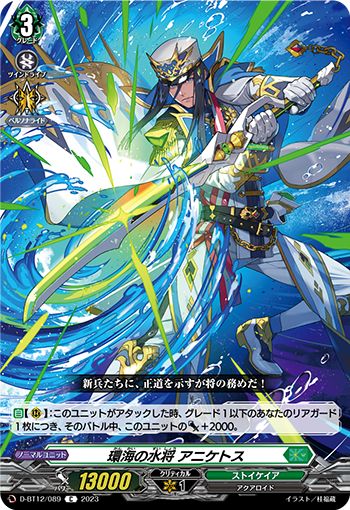 3
グレード
ツインドライブ
ペルソナライド
新兵たちに、正道を示すが将の務めだ！
：このユニットがアタックした時、グレード１以下のあなたのリアガード
１枚につき、そのバトル中、このユニットの+2000。
ノーマルユニット
環海の水将 アニケトス
パワー
13000
クリティカル
1
ストイケイア
アクアロイド
D-BT12/089 C 2023
イラスト／桂福蔵